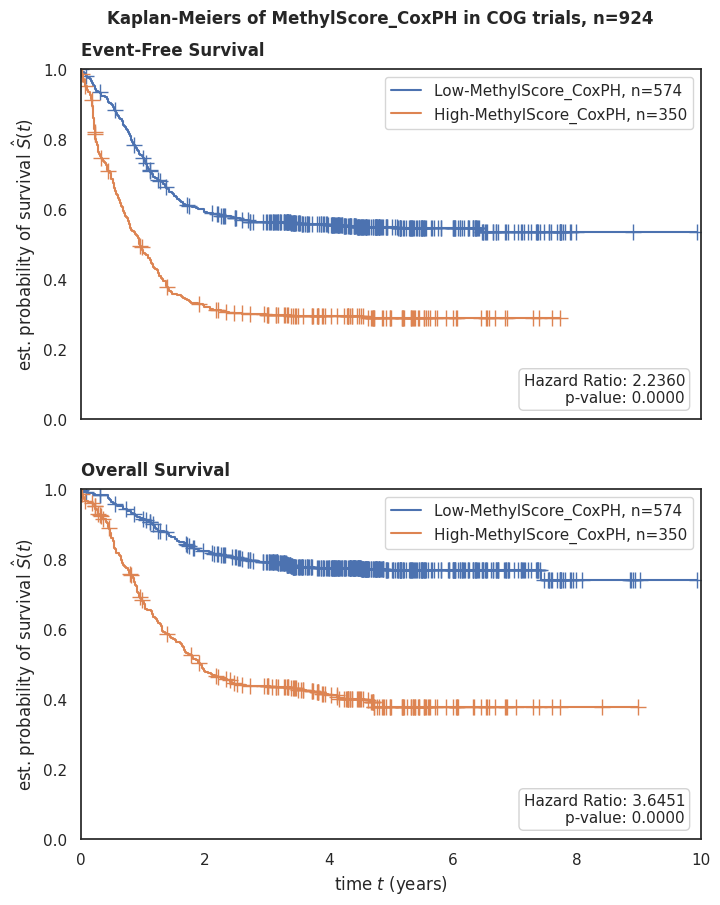 Kaplan-Meiers of MethylScore_CoxPH in COG trials, n=924
Event-Free Survival
1.0
0.8
0.6
0.4
0.2
0.0
est. probability of survival Ŝ(t)
Low-MethylScore_CoxPH, n=574
High-MethylScore_CoxPH, n=350
Hazard Ratio: 2.2360
p-value: 0.0000
Overall Survival
1.0
0.8
0.6
0.4
0.2
0.0
est. probability of survival Ŝ(t)
Low-MethylScore_CoxPH, n=574
High-MethylScore_CoxPH, n=350
Hazard Ratio: 3.6451
p-value: 0.0000
0 2 4 6 8 10
time t (years)